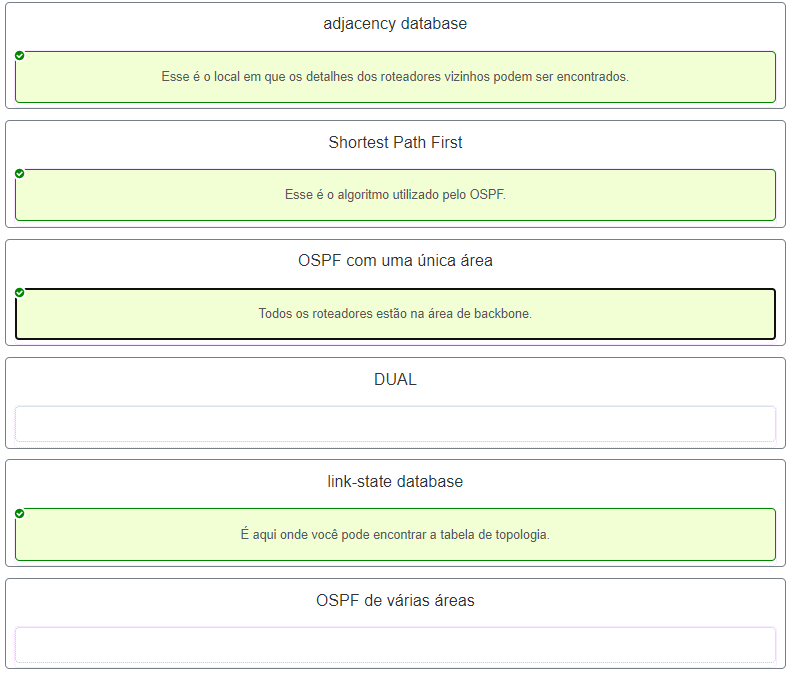 adjacency database
Esse é o local em que os detalhes dos roteadores vizinhos podem ser encontrados.
Shortest Path First
Esse é o algoritmo utilizado pelo OSPF.
OSPF com uma única área
Todos os roteadores estão na área de backbone.
DUAL
link-state database
É aqui onde você pode encontrar a tabela de topologia.
OSPF de várias áreas